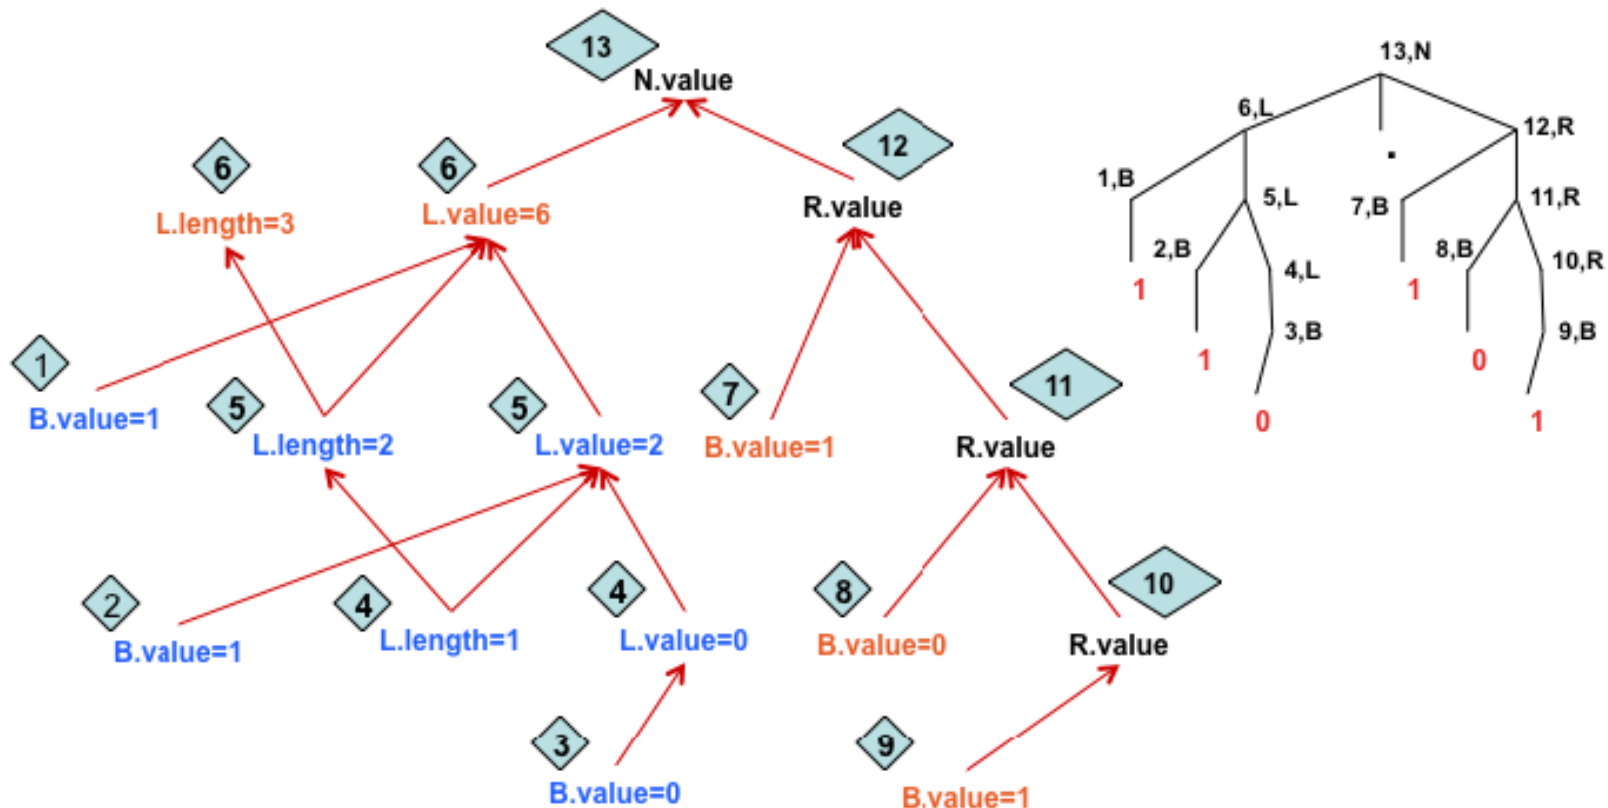 13
N.value
13,N
6,L
12,R
.
6
6
12
L.length=3
L.value=6
R.value
1,B
5,L
7,B
11,R
2,B
4,L
8,B
10,R
1
1
3,B
9,B
1
0
0
1
1
B.value=1
5
L.length=2
5
L.value=2
7
B.value=1
11
R.value
2
B.value=1
4
L.length=1
4
L.value=0
8
B.value=0
10
R.value
3
B.value=0
9
B.value=1